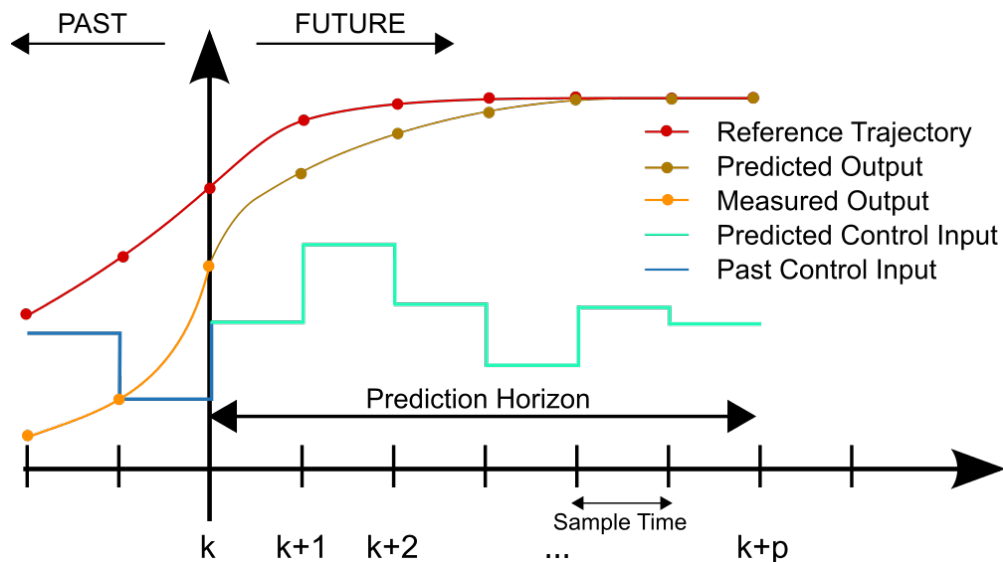 PAST
FUTURE
Reference Trajectory
Predicted Output
Measured Output
Predicted Control Input
Past Control Input
Prediction Horizon
Sample Time
k
k+1
k+2
...
k+p